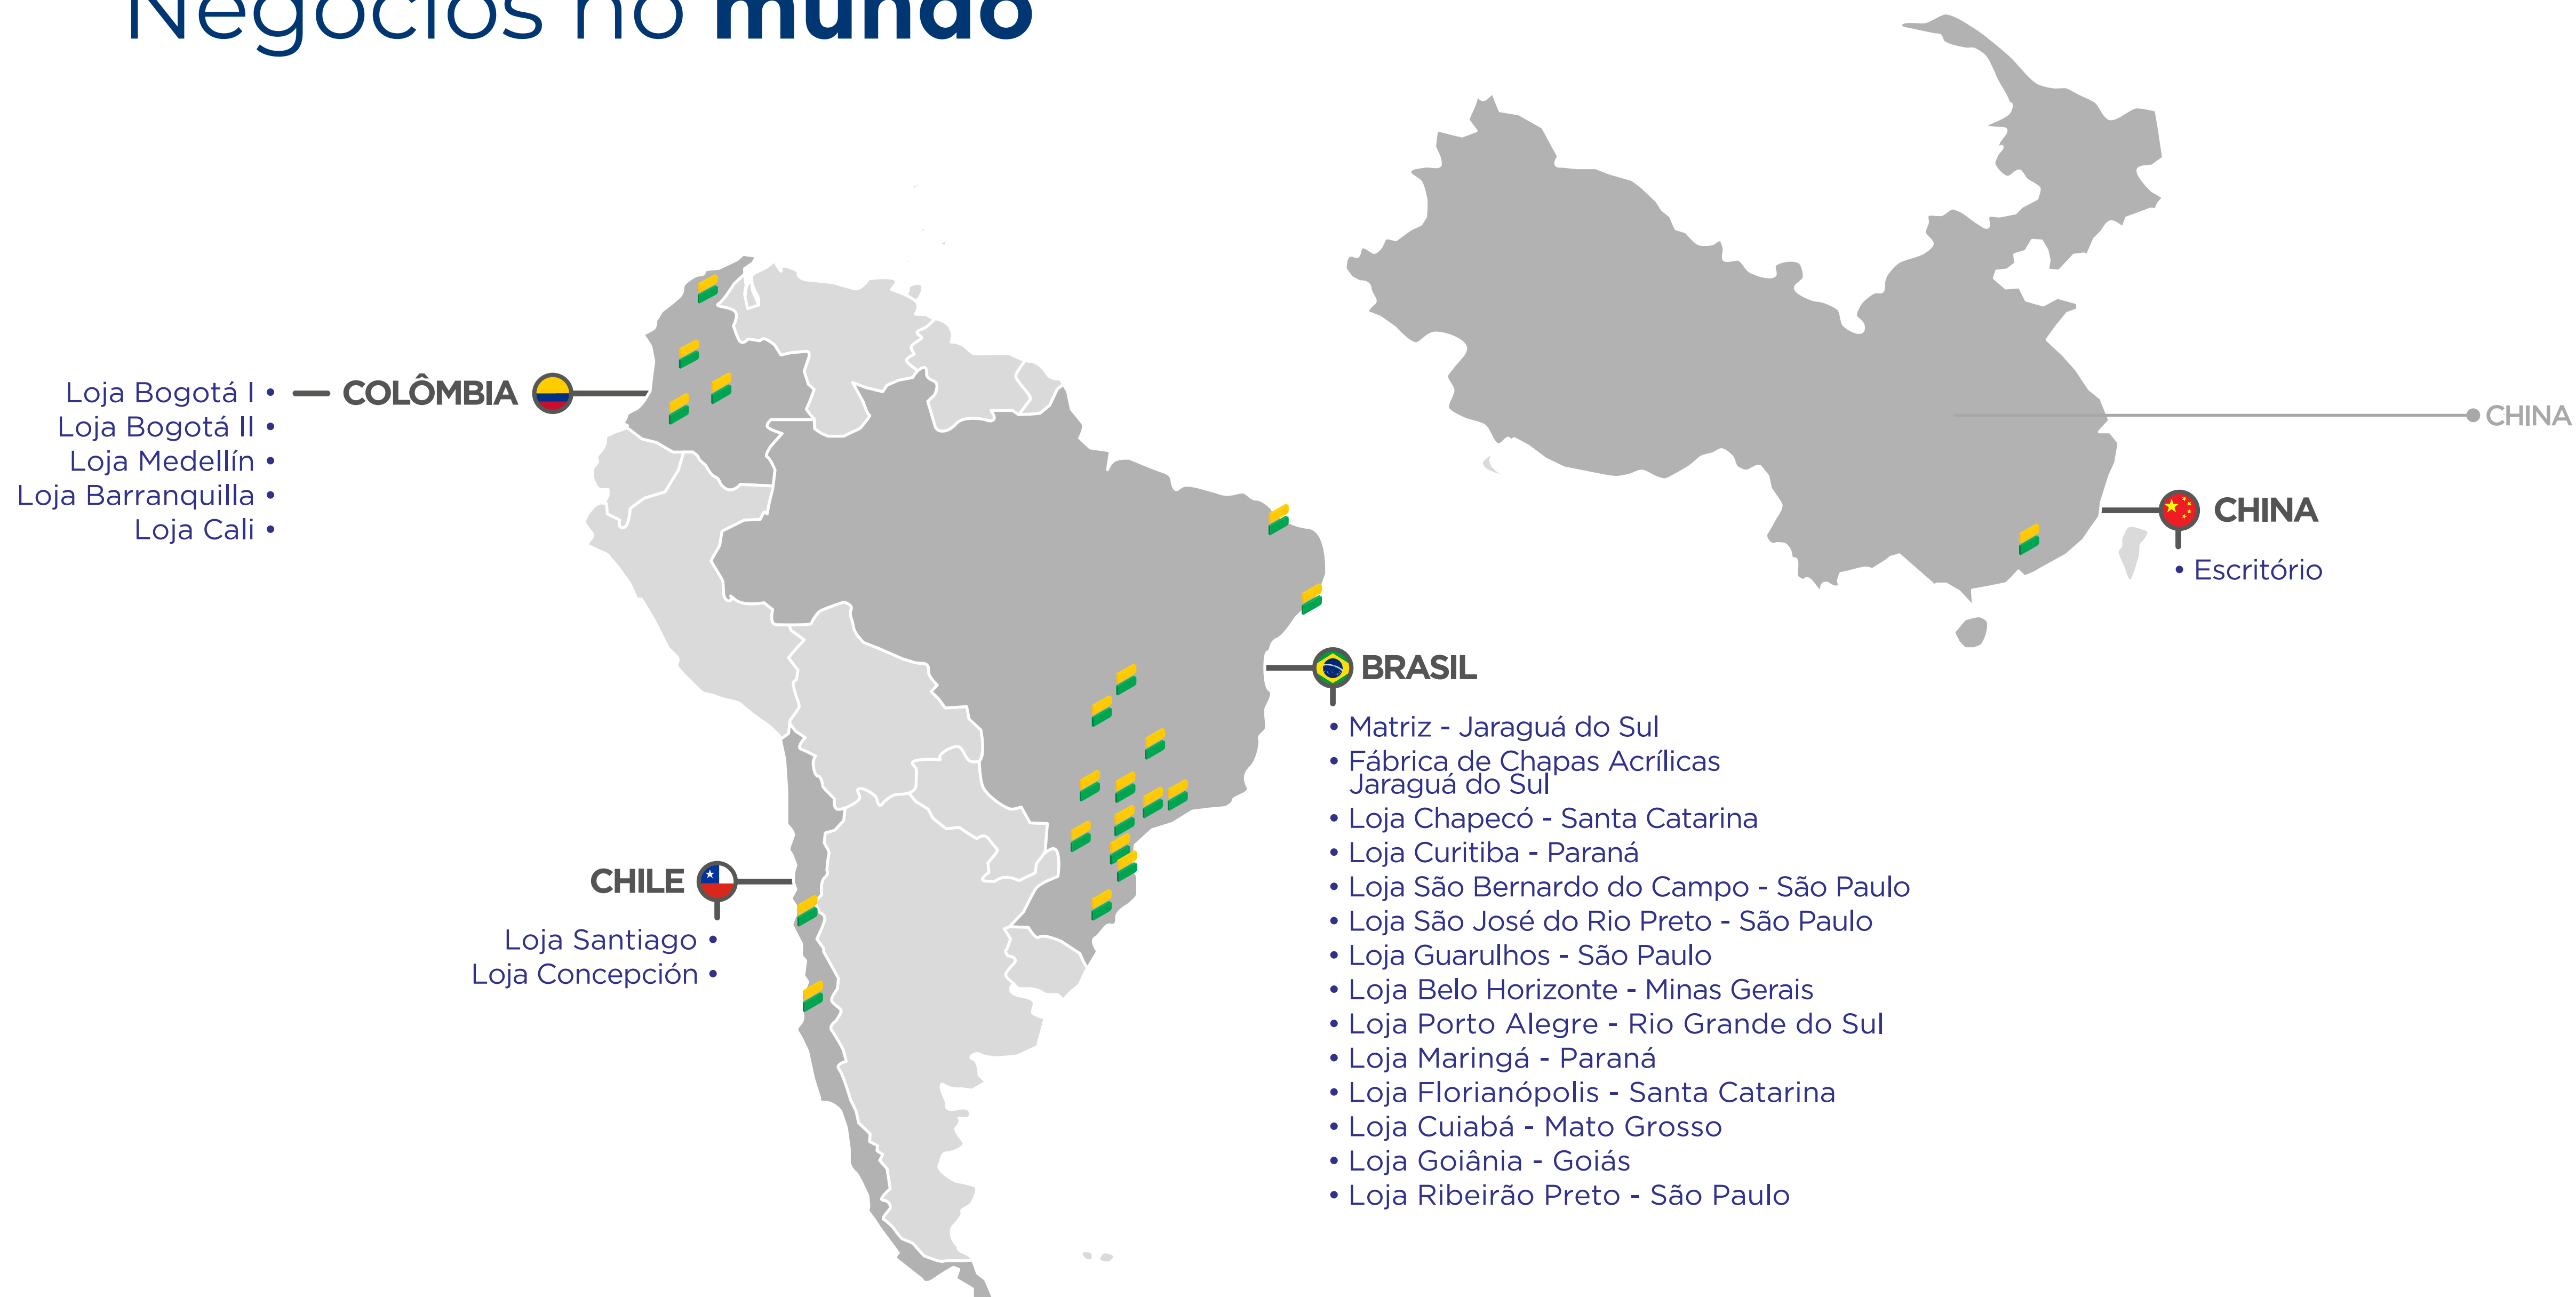 Negócios no mundo
Loja Bogotá I •
Loja Bogotá II •
Loja Medellín •
Loja Barranquilla •
Loja Cali •
COLÔMBIA
CHINA
CHINA
• Escritório
BRASIL
• Matriz - Jaraguá do Sul
• Fábrica de Chapas Acrílicas
Jaraguá do Sul
• Loja Chapecó - Santa Catarina
• Loja Curitiba - Paraná
• Loja São Bernardo do Campo - São Paulo
• Loja São José do Rio Preto - São Paulo
• Loja Guarulhos - São Paulo
• Loja Belo Horizonte - Minas Gerais
• Loja Porto Alegre - Rio Grande do Sul
• Loja Maringá - Paraná
• Loja Florianópolis - Santa Catarina
• Loja Cuiabá - Mato Grosso
• Loja Goiânia - Goiás
• Loja Ribeirão Preto - São Paulo
CHILE
Loja Santiago •
Loja Concepción •